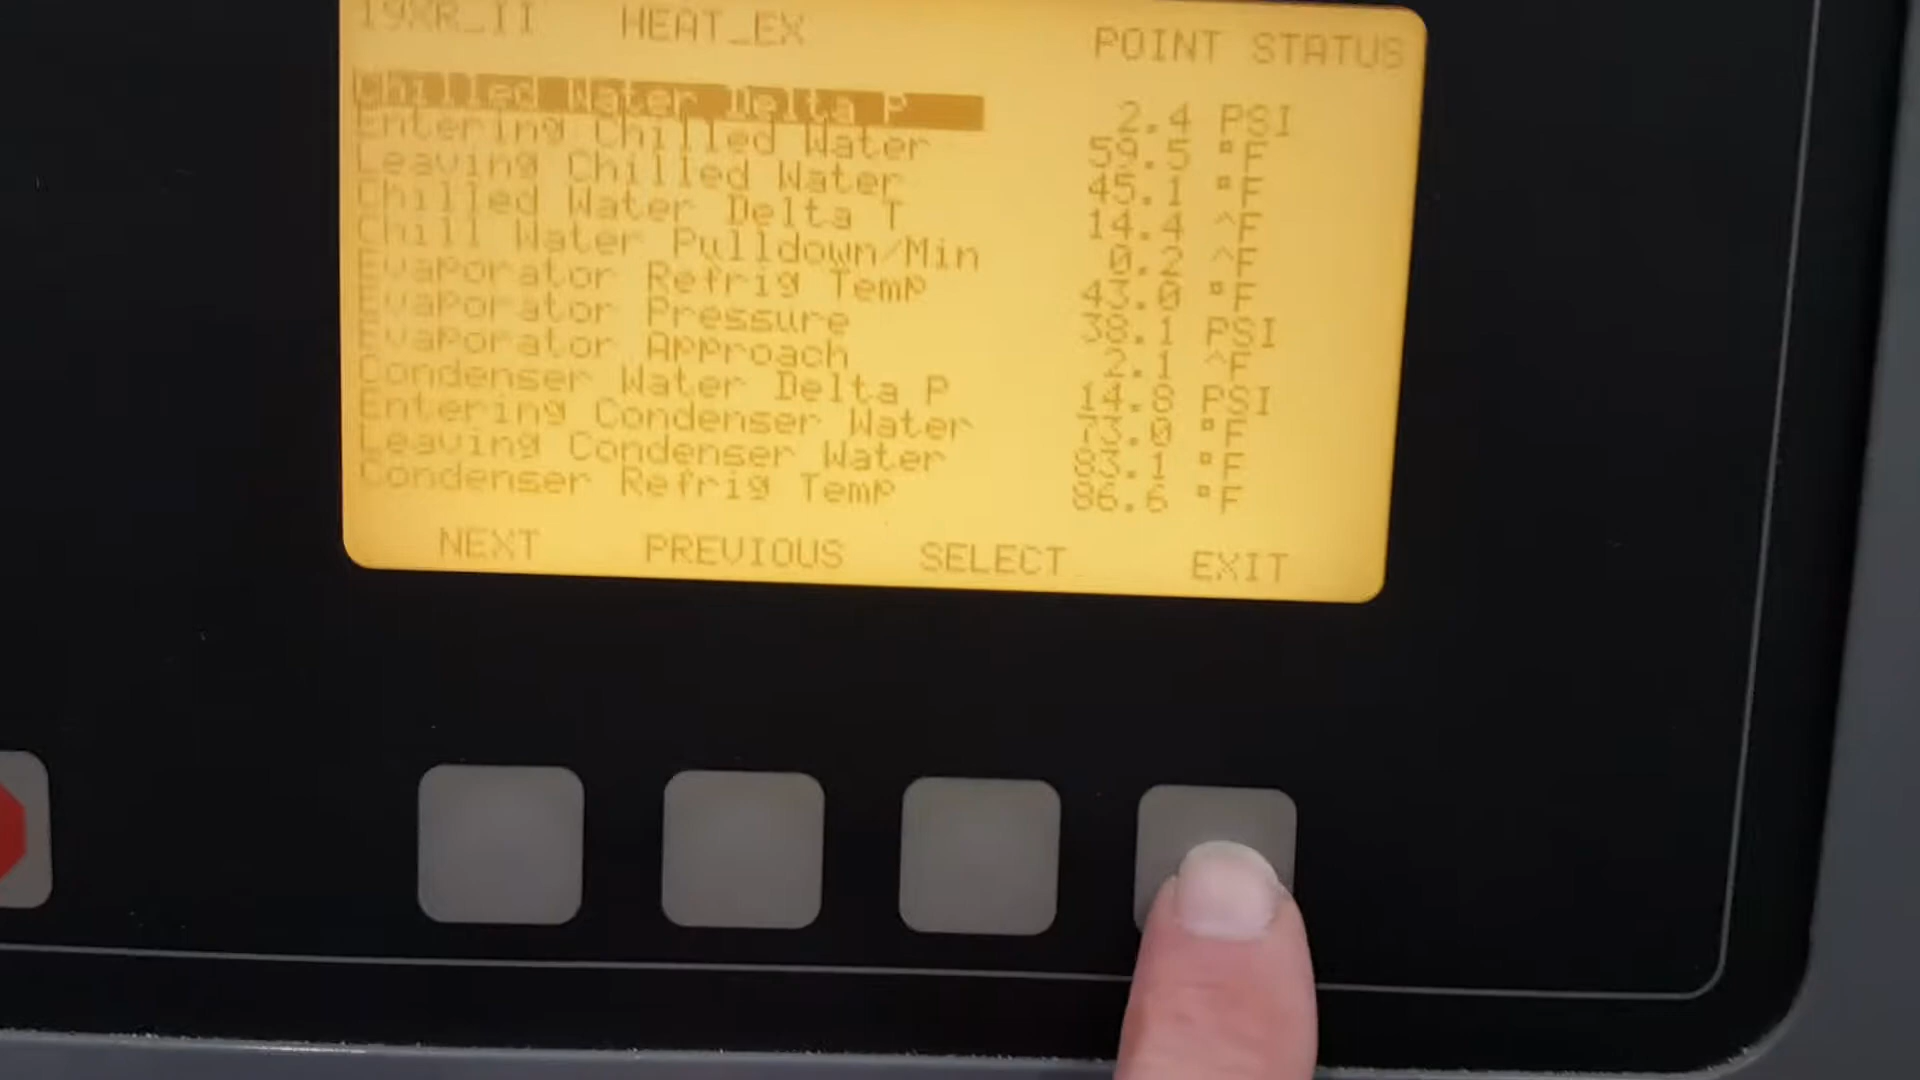 19XR_II HEAT_EX POINT STATUS
Chilled Water Delta P 2.4 PSI
Entering Chilled Water 59.5 °F
Leaving Chilled Water 45.1 °F
Chilled Water Delta T 14.4 ^F
Chill Water Pulldown/Min 0.2 ^F
Evaporator Refrig Temp 43.0 °F
Evaporator Pressure 38.1 PSI
Evaporator Approach 2.1 ^F
Condenser Water Delta P 14.8 PSI
Entering Condenser Water 73.0 °F
Leaving Condenser Water 83.1 °F
Condenser Refrig Temp 86.6 °F
NEXT PREVIOUS SELECT EXIT